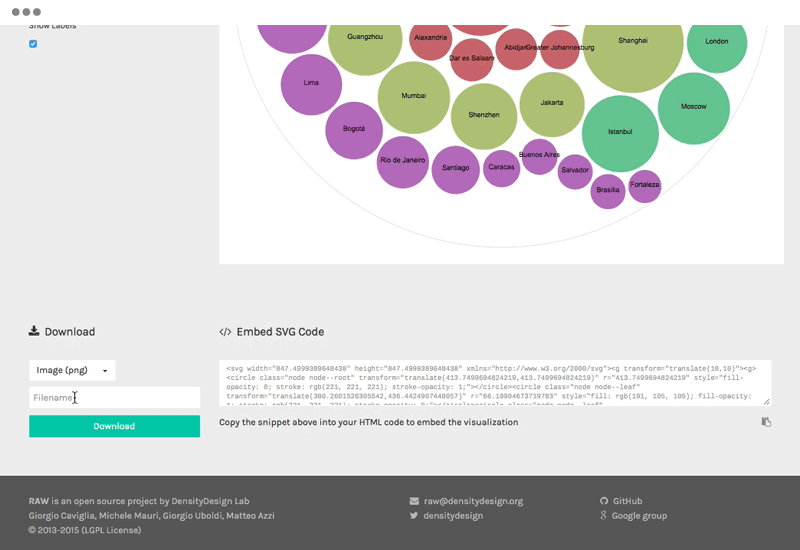 Show Labels
Guangzhou
Alexandria
Dar es Salaam
Abidjan
Greater Johannesburg
Shanghai
London
Lima
Mumbai
Shenzhen
Jakarta
Moscow
Bogotá
Istanbul
Rio de Janeiro
Santiago
Caracas
Buenos Aires
Salvador
Brasília
Fortaleza
Download
</> Embed SVG Code
Image (png)
Filename
Download
<svg width="847.4999389648438" height="847.4999389648438" xmlns="http://www.w3.org/2000/svg"><g transform="translate(10,10)"><g>
<circle class="node node--root" transform="translate(413.7499694824219,413.7499694824219)" r="413.7499694824219" style="fill-
opacity: 0; stroke: rgb(221, 221, 221); stroke-opacity: 1;"></circle><circle class="node node--leaf"
transform="translate(380.2601526305542,436.4424907448057)" r="66.19904673719783" style="fill: rgb(191, 105, 105); fill-opacity:
Copy the snippet above into your HTML code to embed the visualization
RAW is an open source project by DensityDesign Lab
Giorgio Caviglia, Michele Mauri, Giorgio Uboldi, Matteo Azzi
© 2013-2015 (LGPL License)
raw@densitydesign.org
densitydesign
GitHub
Google group